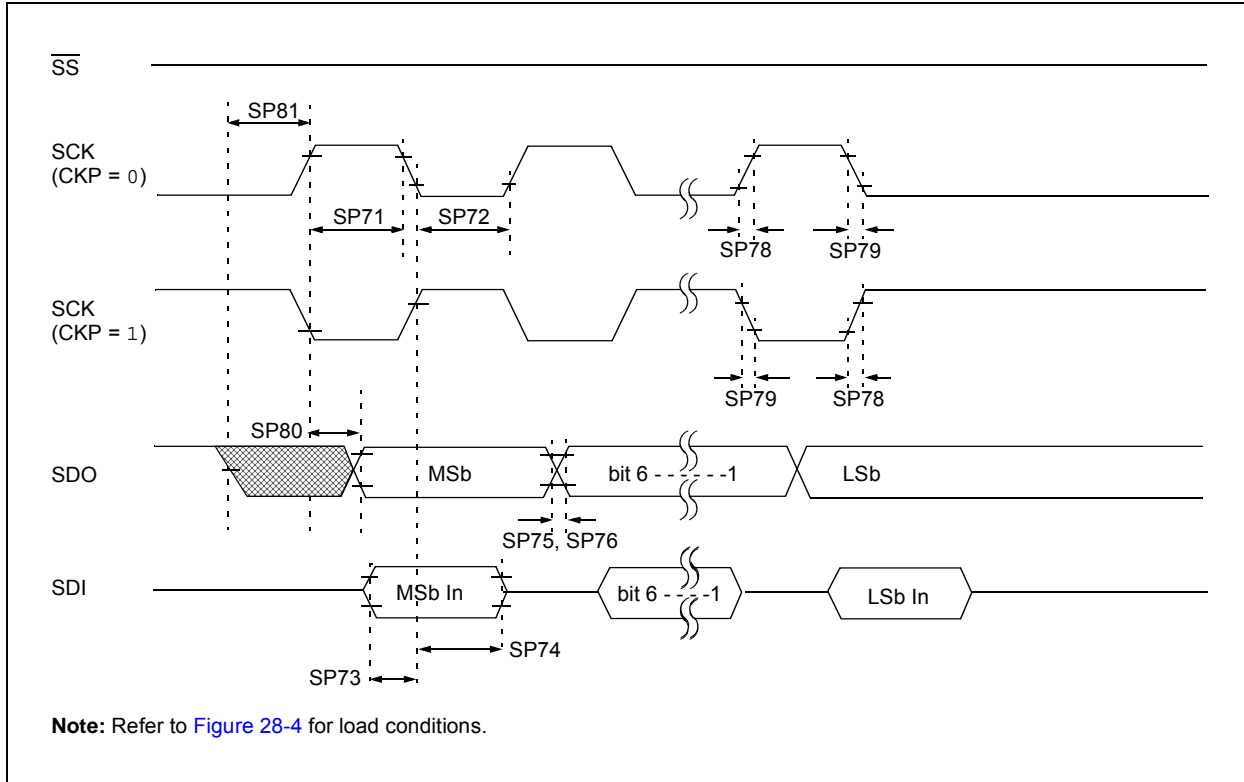 SS
SP81
SCK
(CKP = 0)
SP71
SP72
SP78
SP79
SCK
(CKP = 1)
SP79
SP78
SP80
SDO
MSb
bit 6 - - - - - -1
LSb
SP75, SP76
SDI
MSb In
bit 6 - - - - -1
LSb In
SP74
SP73
Note: Refer to Figure 28-4 for load conditions.